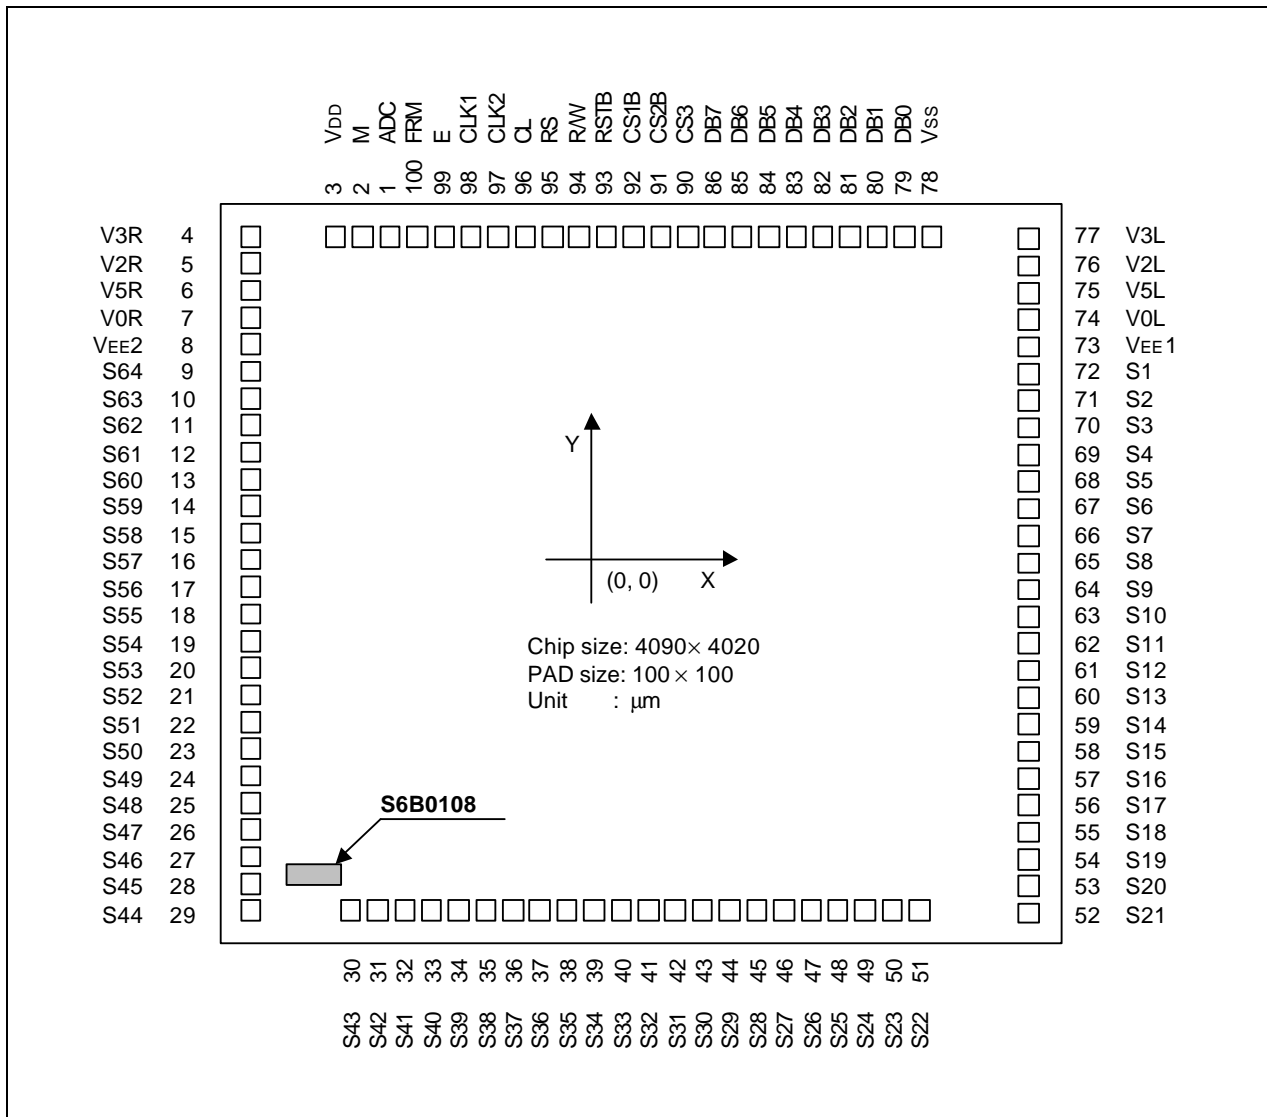 VDD M ADC FRM E CLK1 CLK2 CL RS R/W RSTB CS1B CS2B CS3 DB7 DB6 DB5 DB4 DB3 DB2 DB1 DB0 VSS
3 2 1 100 99 98 97 96 95 94 93 92 91 90 86 85 84 83 82 81 80 79 78
V3R 4 77 V3L
V2R 5 76 V2L
V5R 6 75 V5L
V0R 7 74 V0L
VEE2 8 73 VEE1
S64 9 72 S1
S63 10 71 S2
S62 11 70 S3
S61 12 69 S4
S60 13 68 S5
S59 14 67 S6
S58 15 66 S7
S57 16 65 S8
S56 17 64 S9
S55 18 63 S10
S54 19 62 S11
S53 20 61 S12
S52 21 60 S13
S51 22 59 S14
S50 23 58 S15
S49 24 57 S16
S48 25 56 S17
S47 26 55 S18
S46 27 54 S19
S45 28 53 S20
S44 29 52 S21
Y
(0, 0) X
Chip size: 4090× 4020
PAD size: 100 × 100
Unit : µm
S6B0108
30 31 32 33 34 35 36 37 38 39 40 41 42 43 44 45 46 47 48 49 50 51
S43 S42 S41 S40 S39 S38 S37 S36 S35 S34 S33 S32 S31 S30 S29 S28 S27 S26 S25 S24 S23 S22